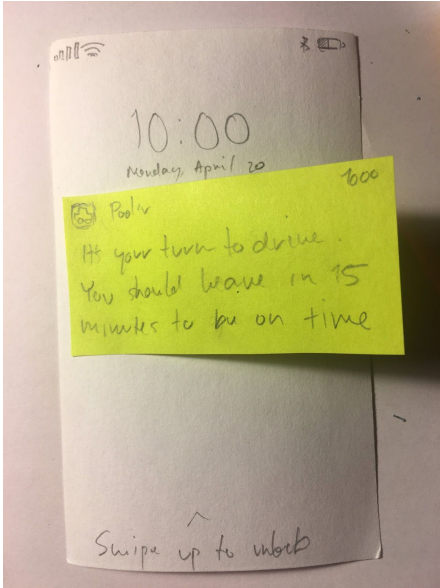 10:00
Monday, April 20
Poolr 1000
It's your turn to drive.
You should leave in 15
minutes to be on time
Swipe up to unlock